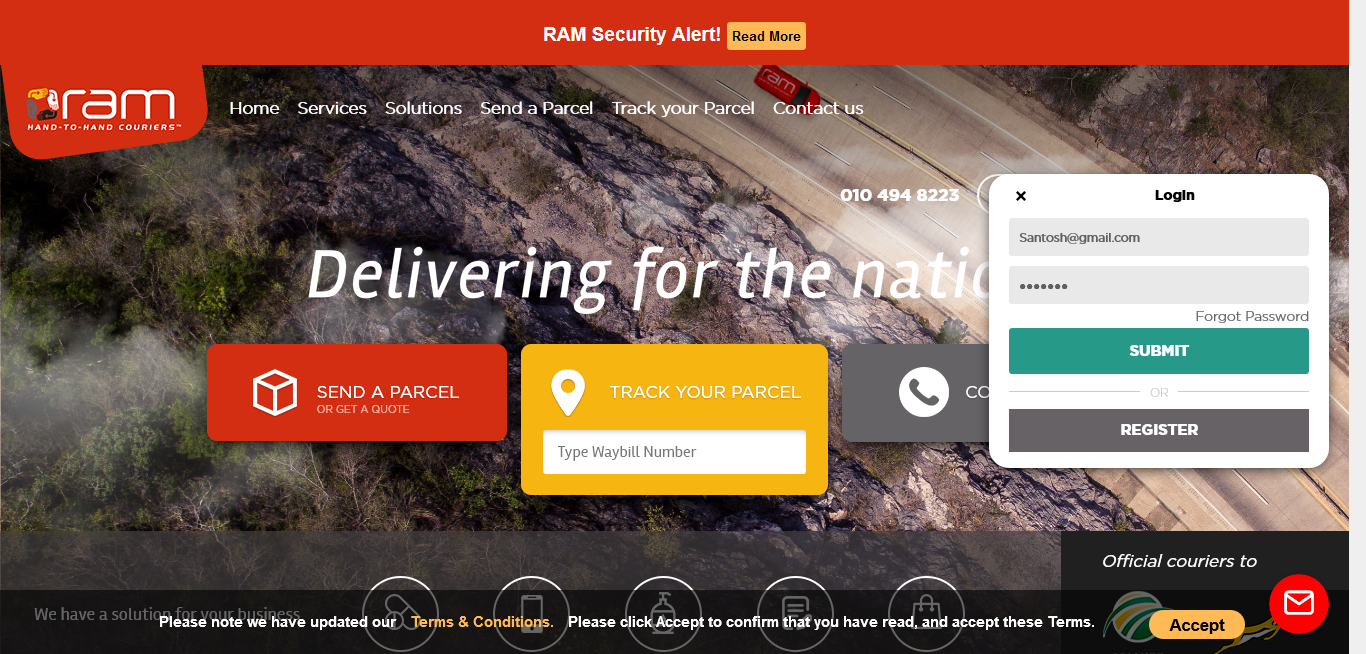 RAM Security Alert! Read More
ram
HAND-TO-HAND COURIERS™
Home Services Solutions Send a Parcel Track your Parcel Contact us
010 494 8223
Login
Santosh@gmail.com
Forgot Password
SUBMIT
OR
REGISTER
Delivering for the natio
SEND A PARCEL
OR GET A QUOTE
TRACK YOUR PARCEL
Type Waybill Number
CO
Official couriers to
We have a solution for your business
Please note we have updated our Terms & Conditions. Please click Accept to confirm that you have read, and accept these Terms. Accept